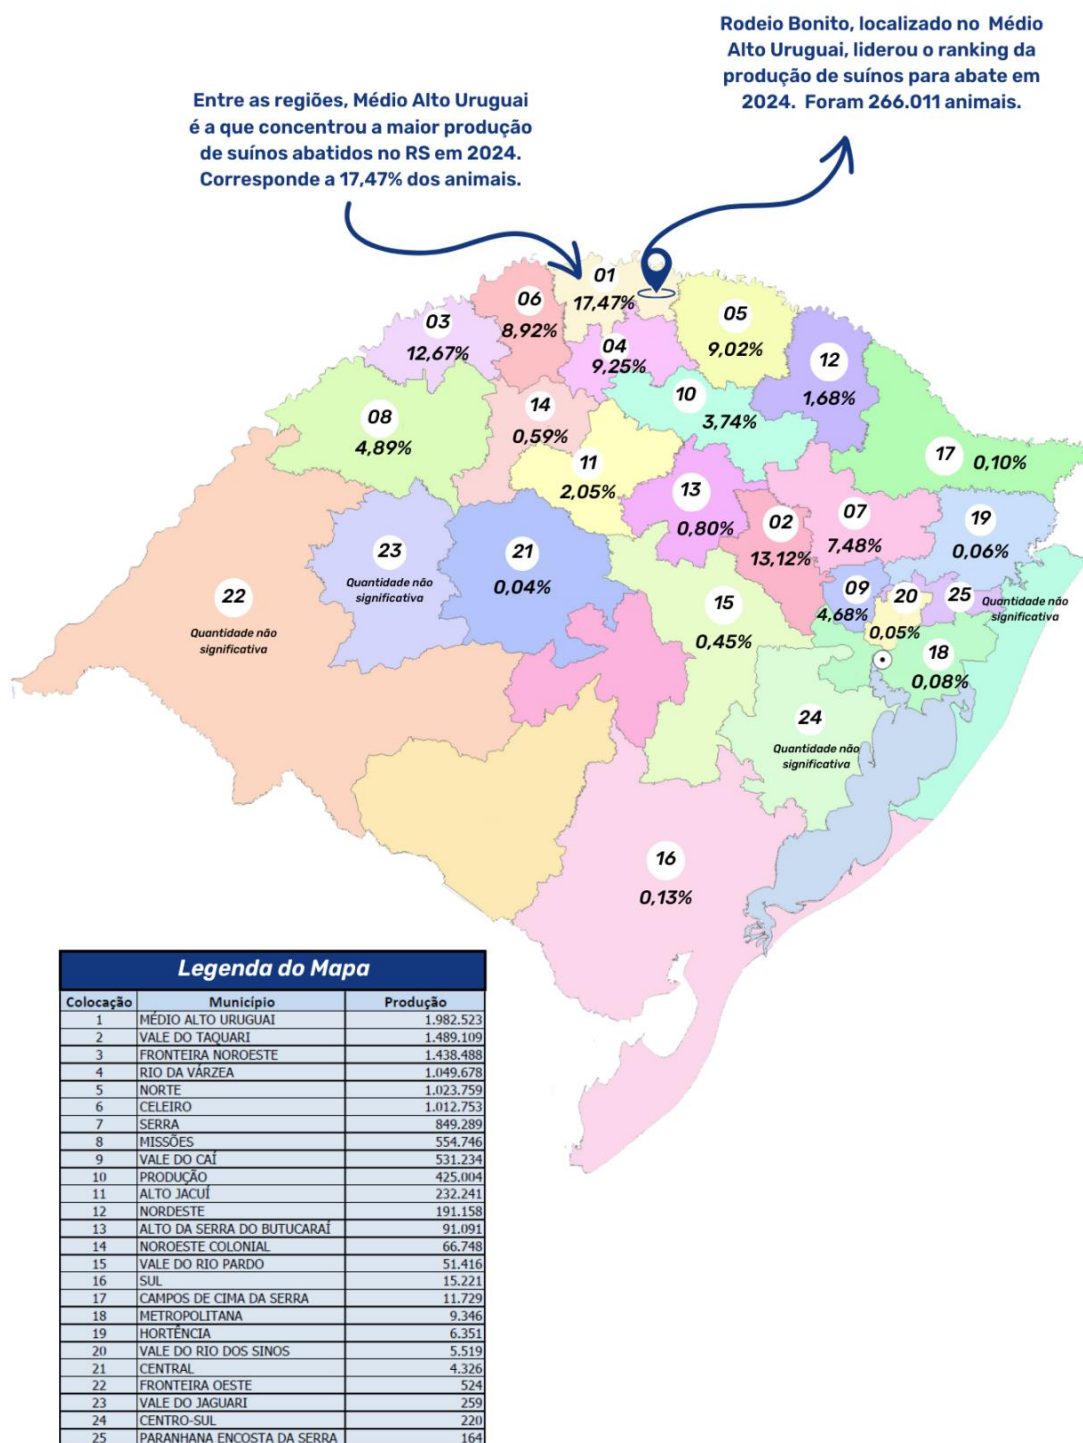 Rodeio Bonito, localizado no Médio
Alto Uruguai, liderou o ranking da
produção de suínos para abate em
2024. Foram 266.011 animais.
Entre as regiões, Médio Alto Uruguai
é a que concentrou a maior produção
de suínos abatidos no RS em 2024.
Corresponde a 17,47% dos animais.
01
17,47%
06
8,92%
05
9,02%
03
12,67%
04
9,25%
12
1,68%
10
3,74%
14
0,59%
08
4,89%
17
0,10%
11
2,05%
13
0,80%
02
13,12%
07
7,48%
19
0,06%
23
Quantidade não
significativa
21
0,04%
22
Quantidade não
significativa
15
0,45%
09
4,68%
20
0,05%
25
Quantidade não
significativa
18
0,08%
24
Quantidade não
significativa
16
0,13%
Legenda do Mapa
Colocação Município Produção
1 MÉDIO ALTO URUGUAI 1.982.523
2 VALE DO TAQUARI 1.489.109
3 FRONTEIRA NOROESTE 1.438.488
4 RIO DA VÁRZEA 1.049.678
5 NORTE 1.023.759
6 CELEIRO 1.012.753
7 SERRA 849.289
8 MISSÕES 554.746
9 VALE DO CAÍ 531.234
10 PRODUÇÃO 425.004
11 ALTO JACUÍ 232.241
12 NORDESTE 191.158
13 ALTO DA SERRA DO BUTUCARAÍ 91.091
14 NOROESTE COLONIAL 66.748
15 VALE DO RIO PARDO 51.416
16 SUL 15.221
17 CAMPOS DE CIMA DA SERRA 11.729
18 METROPOLITANA 9.346
19 HORTÊNCIA 6.351
20 VALE DO RIO DOS SINOS 5.519
21 CENTRAL 4.326
22 FRONTEIRA OESTE 524
23 VALE DO JAGUARI 259
24 CENTRO-SUL 220
25 PARANHANA ENCOSTA DA SERRA 164